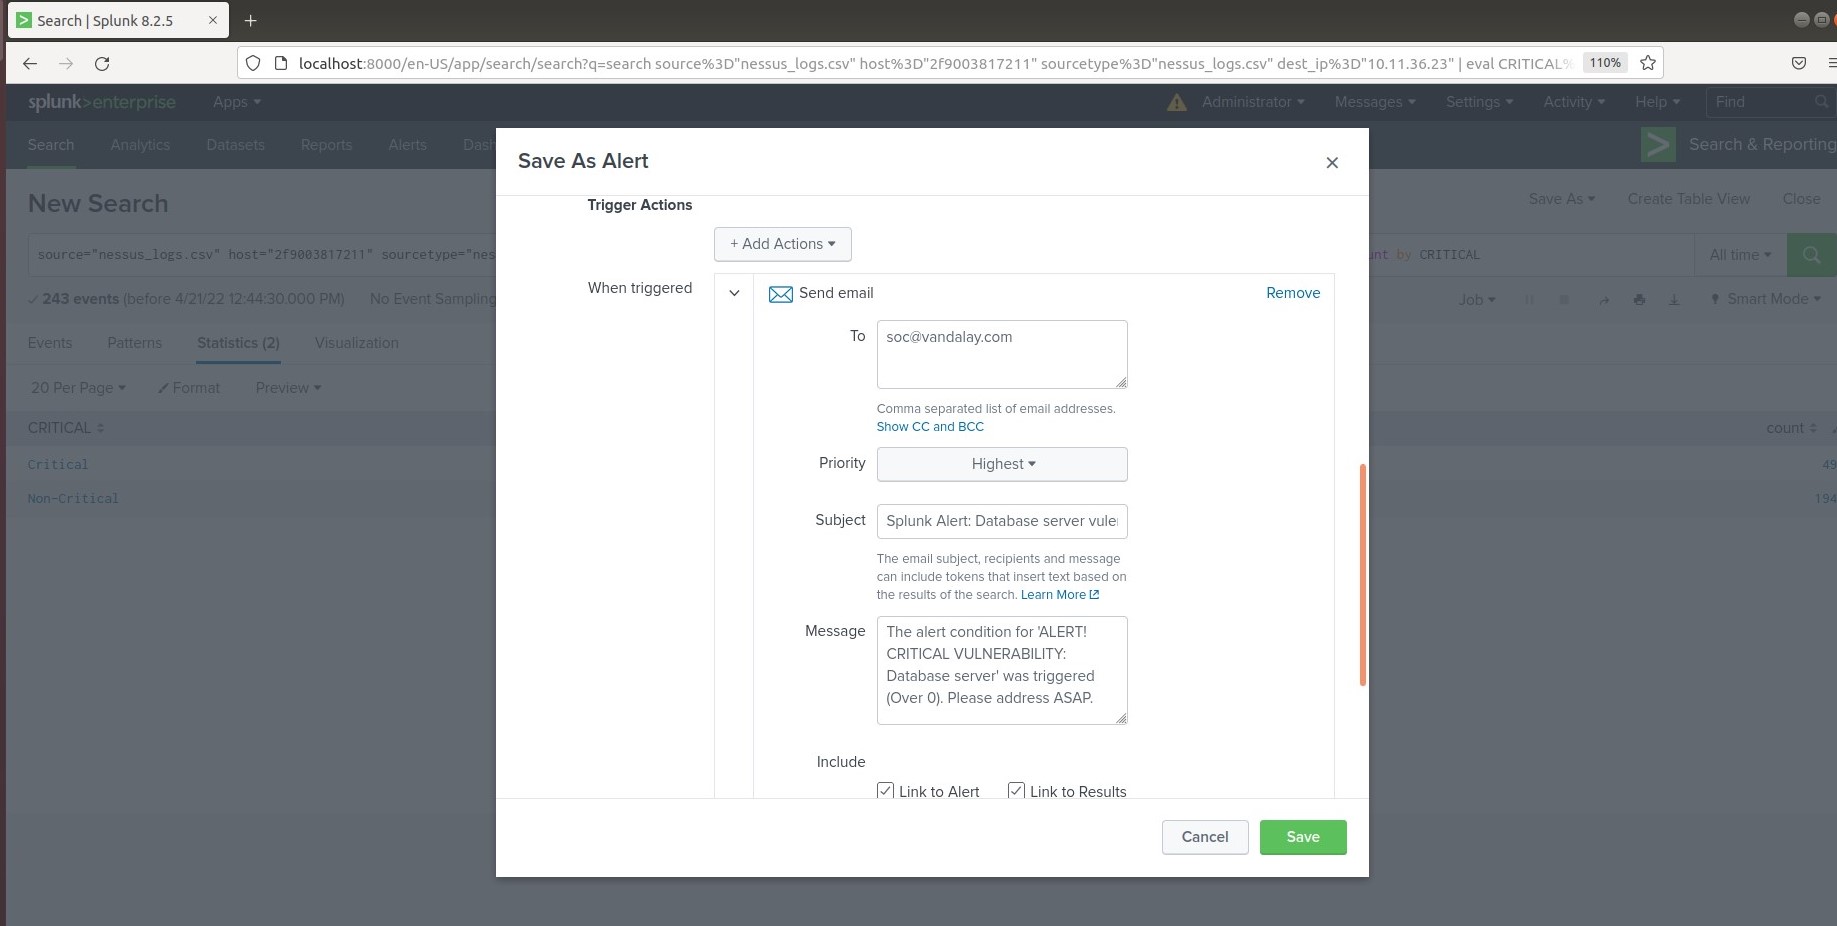 Search | Splunk 8.2.5
localhost:8000/en-US/app/search/search?q=search source%3D"nessus_logs.csv" host%3D"2f9003817211" sourcetype%3D"nessus_logs.csv" dest_ip%3D"10.11.36.23" | eval CRITICAL% 110%
splunk>enterprise Apps Administrator Messages Settings Activity Help Find
Search Analytics Datasets Reports Alerts Dash Search & Reporting
Save As Alert
New Search Save As Create Table View Close
Trigger Actions
+ Add Actions
source="nessus_logs.csv" host="2f9003817211" sourcetype="nes unt by CRITICAL All time
243 events (before 4/21/22 12:44:30.000 PM) No Event Sampling Job Smart Mode
When triggered Send email Remove
Events Patterns Statistics (2) Visualization
To soc@vandalay.com
20 Per Page Format Preview
Comma separated list of email addresses.
Show CC and BCC
CRITICAL count
Priority Highest
Critical 49
Non-Critical 194
Subject Splunk Alert: Database server vule
The email subject, recipients and message
can include tokens that insert text based on
the results of the search. Learn More
Message The alert condition for 'ALERT!
CRITICAL VULNERABILITY:
Database server' was triggered
(Over 0). Please address ASAP.
Include
Link to Alert Link to Results
Cancel Save